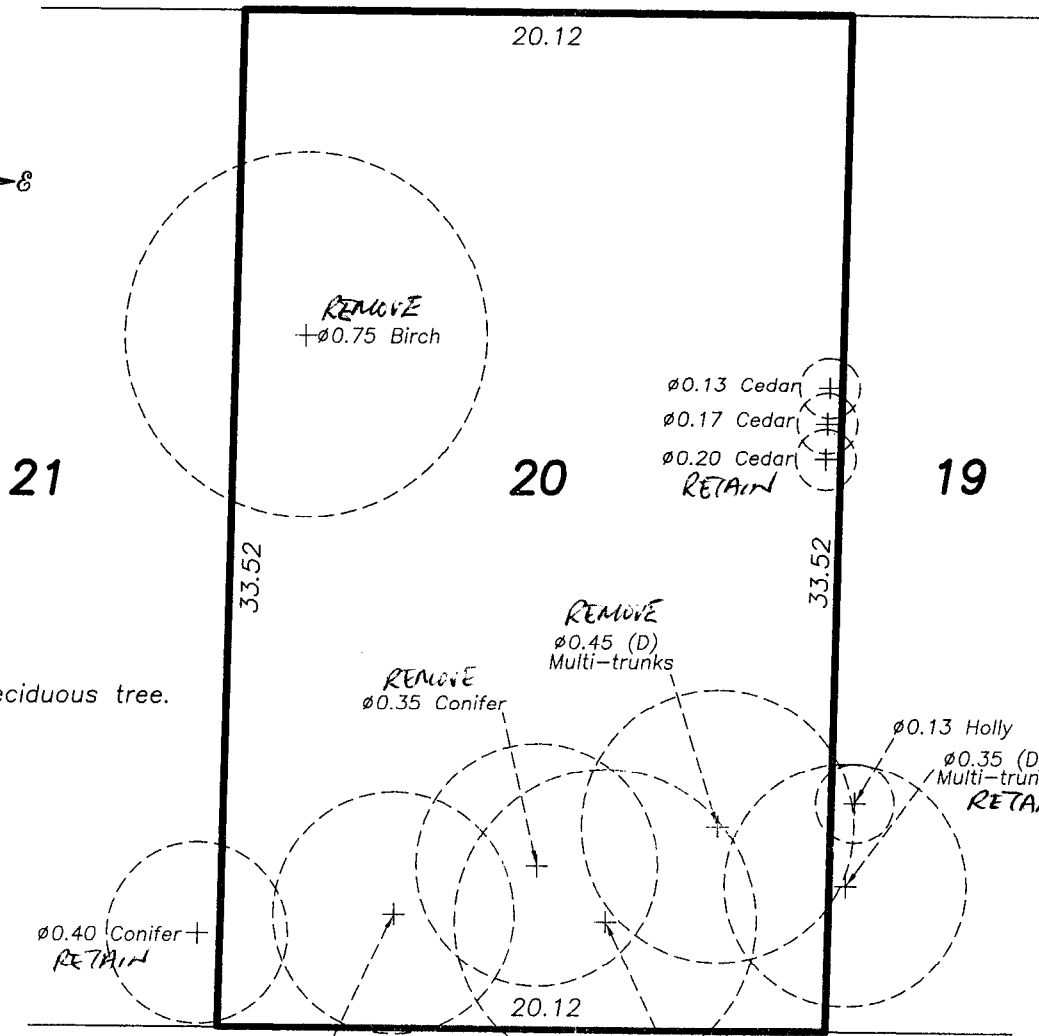 20.12
REMOVE
ø0.75 Birch
ø0.13 Cedar
ø0.17 Cedar
ø0.20 Cedar
RETAIN
21
20
19
33.52
33.52
REMOVE
ø0.45 (D)
Multi-trunks
REMOVE
ø0.35 Conifer
eciduous tree.
ø0.13 Holly
ø0.35 (D
Multi-trun
RETA
ø0.40 Conifer
RETAIN
20.12